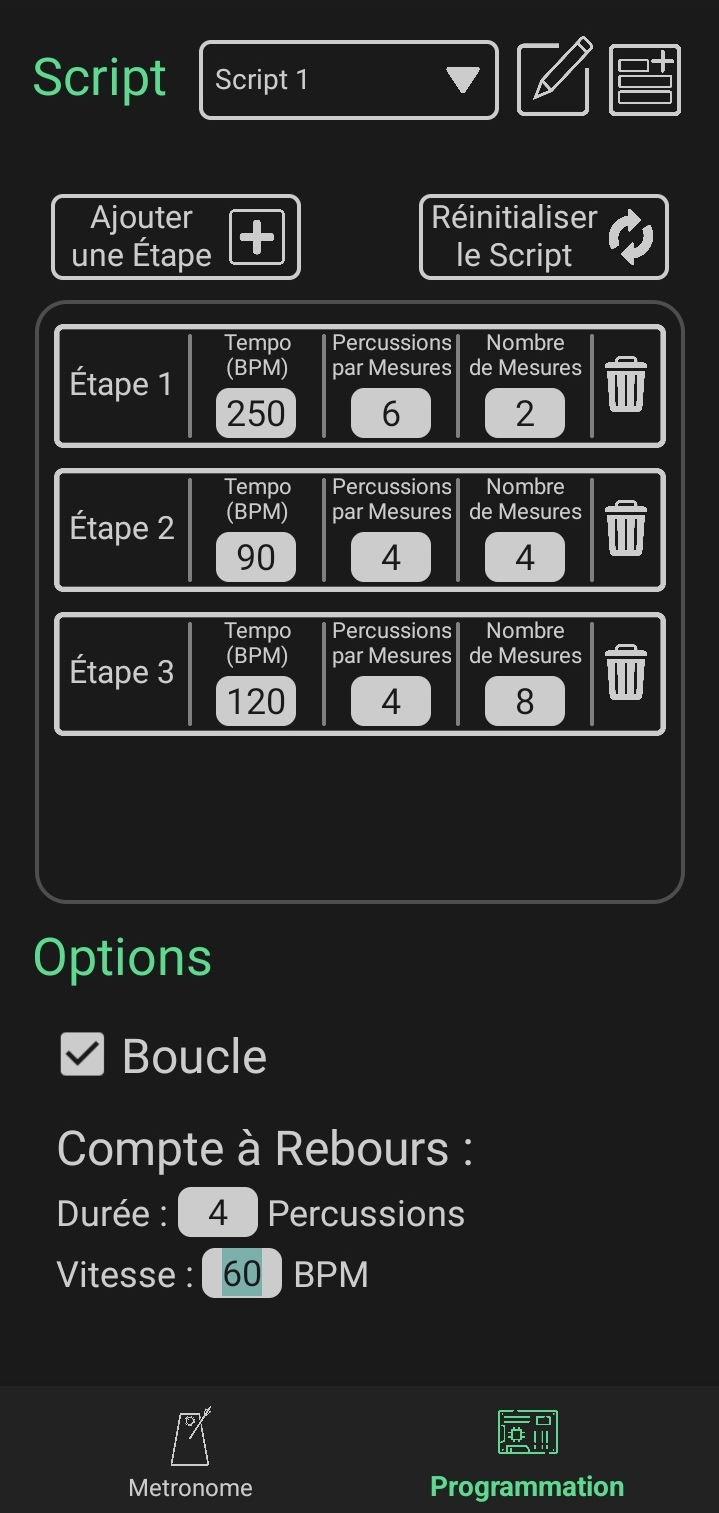 Script
Script 1
Ajouter
une Étape
Réinitialiser
le Script
Étape 1
Tempo
(BPM)
250
Percussions
par Mesures
6
Nombre
de Mesures
2
Étape 2
Tempo
(BPM)
90
Percussions
par Mesures
4
Nombre
de Mesures
4
Étape 3
Tempo
(BPM)
120
Percussions
par Mesures
4
Nombre
de Mesures
8
Options
Boucle
Compte à Rebours :
Durée : 4 Percussions
Vitesse : 60 BPM
Metronome
Programmation